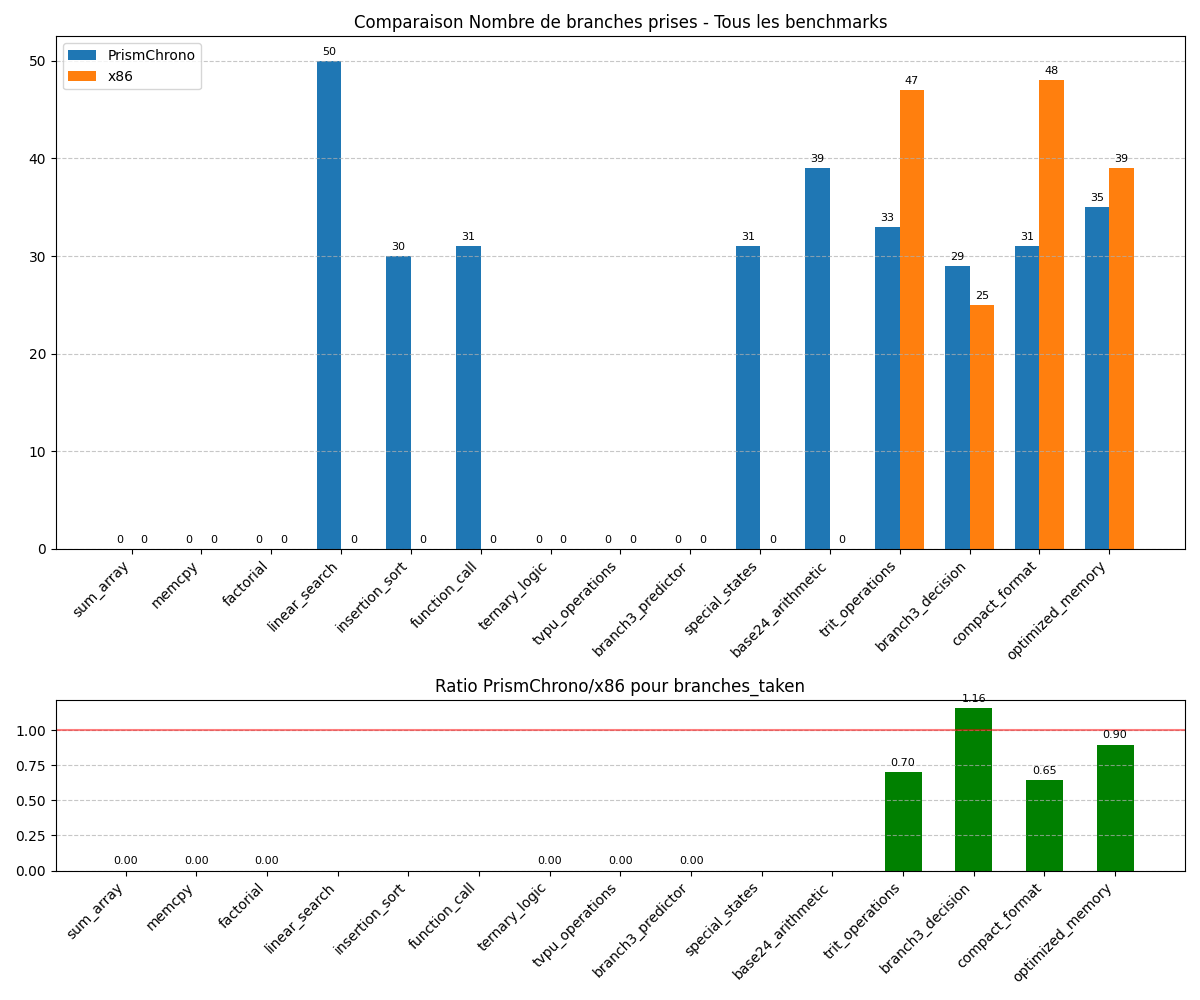 Comparaison Nombre de branches prises - Tous les benchmarks
PrismChrono
x86
50
40
30
20
10
0
0 0 0 0 0 0 50 0 30 0 31 0 0 0 0 0 0 0 31 0 39 0 33 47 29 25 31 48 35 39
sum_array
memcpy
factorial
linear_search
insertion_sort
function_call
ternary_logic
tvpu_operations
branch3_predictor
special_states
base24_arithmetic
trit_operations
branch3_decision
compact_format
optimized_memory
Ratio PrismChrono/x86 pour branches_taken
1.00
0.75
0.50
0.25
0.00
0.00 0.00 0.00 0.00 0.00 0.00 0.70 1.16 0.65 0.90
sum_array
memcpy
factorial
linear_search
insertion_sort
function_call
ternary_logic
tvpu_operations
branch3_predictor
special_states
base24_arithmetic
trit_operations
branch3_decision
compact_format
optimized_memory